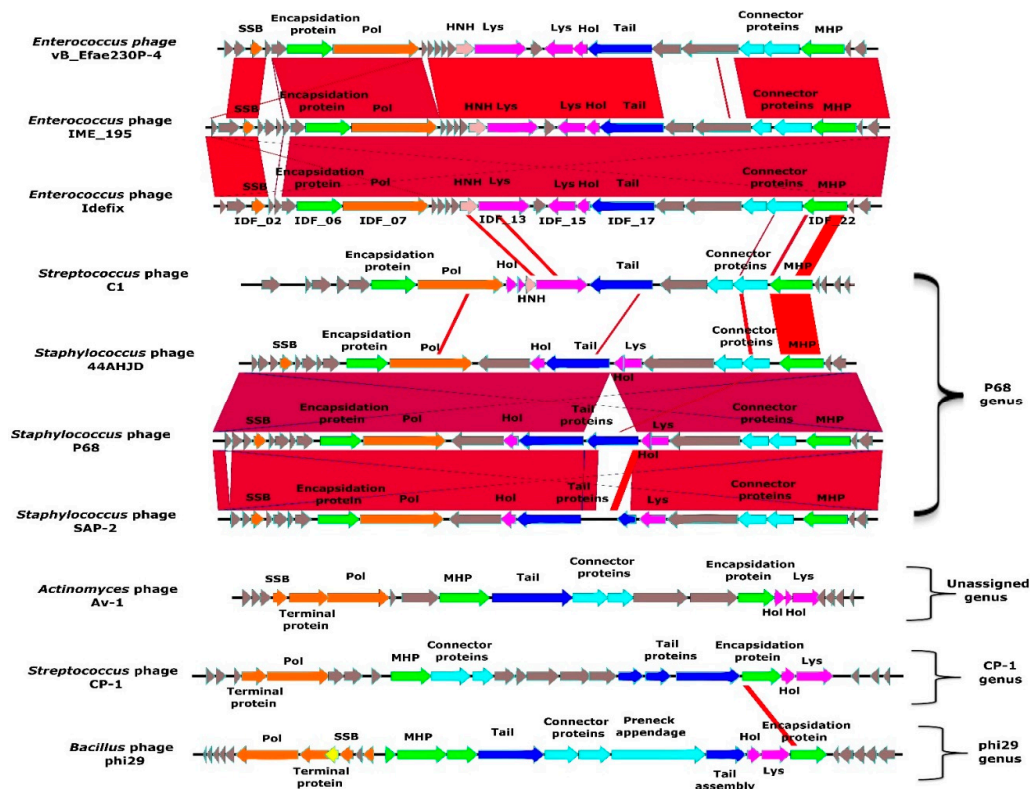 Enterococcus phage
vB_Efae230P-4
SSB
Encapsidation
protein
Pol
HNH Lys
Lys Hol
Tail
Connector
proteins
MHP
Enterococcus phage
IME_195
SSB
Encapsidation
protein
Pol
HNH Lys
Lys Hol
Tail
Connector
proteins MHP
Enterococcus phage
Idefix
SSB
Encapsidation
protein
Pol
HNH Lys
Lys Hol
Tail
Connector
proteins
MHP
IDF_02
IDF_06
IDF_07
IDF_13
IDF_15
IDF_17
IDF_22
Streptococcus phage
C1
Encapsidation
protein
Pol
Hol
HNH
Tail
Connector
proteins
MHP
Staphylococcus phage
44AHJD
SSB
Encapsidation
protein
Pol
Hol
Tail
Lys
Hol
Connector
proteins
MHP
Staphylococcus phage
P68
SSB
Encapsidation
protein
Pol
Hol
Tail
proteins
Lys
Hol
Connector
proteins
MHP
Staphylococcus phage
SAP-2
SSB
Encapsidation
protein
Pol
Hol
Tail
proteins
Lys
Connector
proteins
MHP
P68
genus
Actinomyces phage
Av-1
SSB
Pol
Terminal
protein
MHP
Tail
Connector
proteins
Encapsidation
protein
Lys
Hol Hol
Unassigned
genus
Streptococcus phage
CP-1
Pol
Terminal
protein
MHP
Connector
proteins
Tail
proteins
Encapsidation
protein
Lys
Hol
CP-1
genus
Bacillus phage
phi29
Pol
SSB
Terminal
protein
MHP
Tail
Connector
proteins
Preneck
appendage
Tail
assembly
Hol
Lys
Encapsidation
protein
phi29
genus